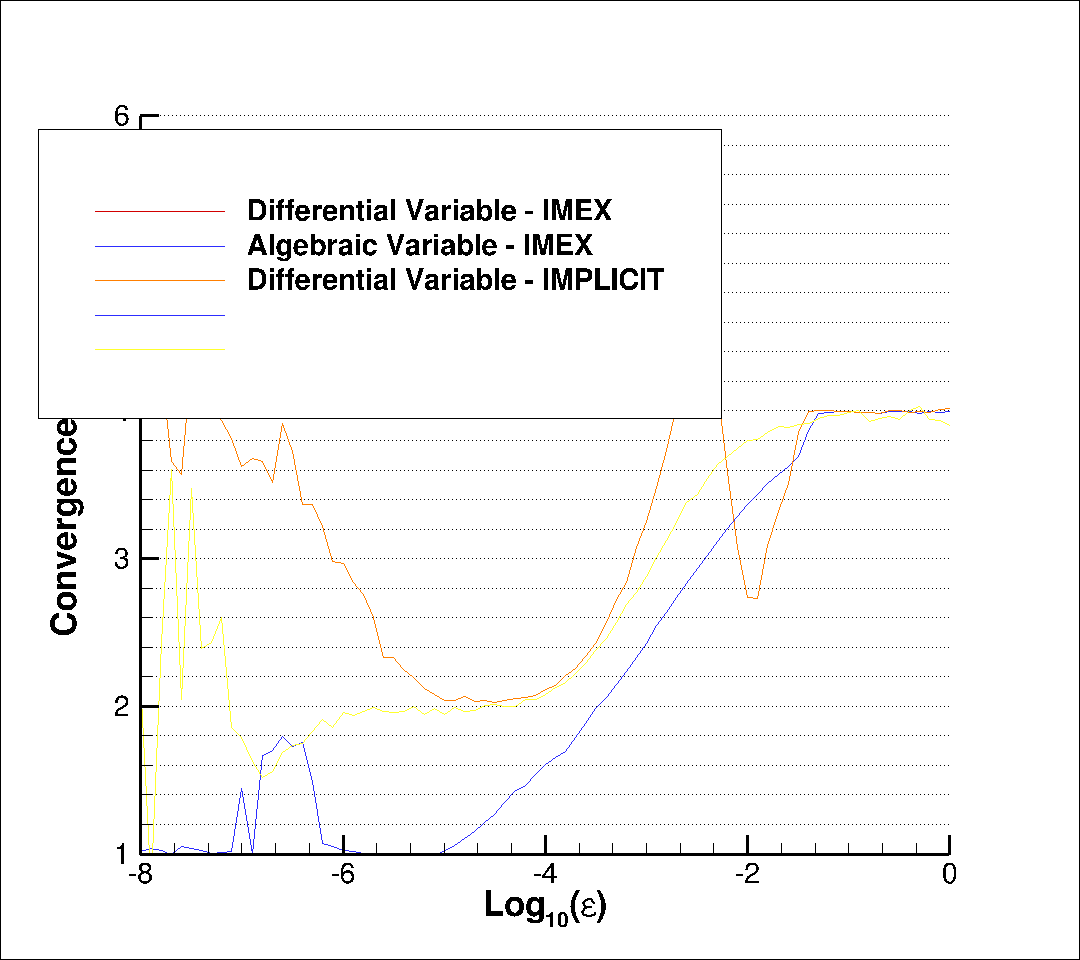 6
Differential Variable - IMEX
Algebraic Variable - IMEX
Differential Variable - IMPLICIT
Convergence
3
2
1
-8 -6 -4 -2 0
Log10(ε)